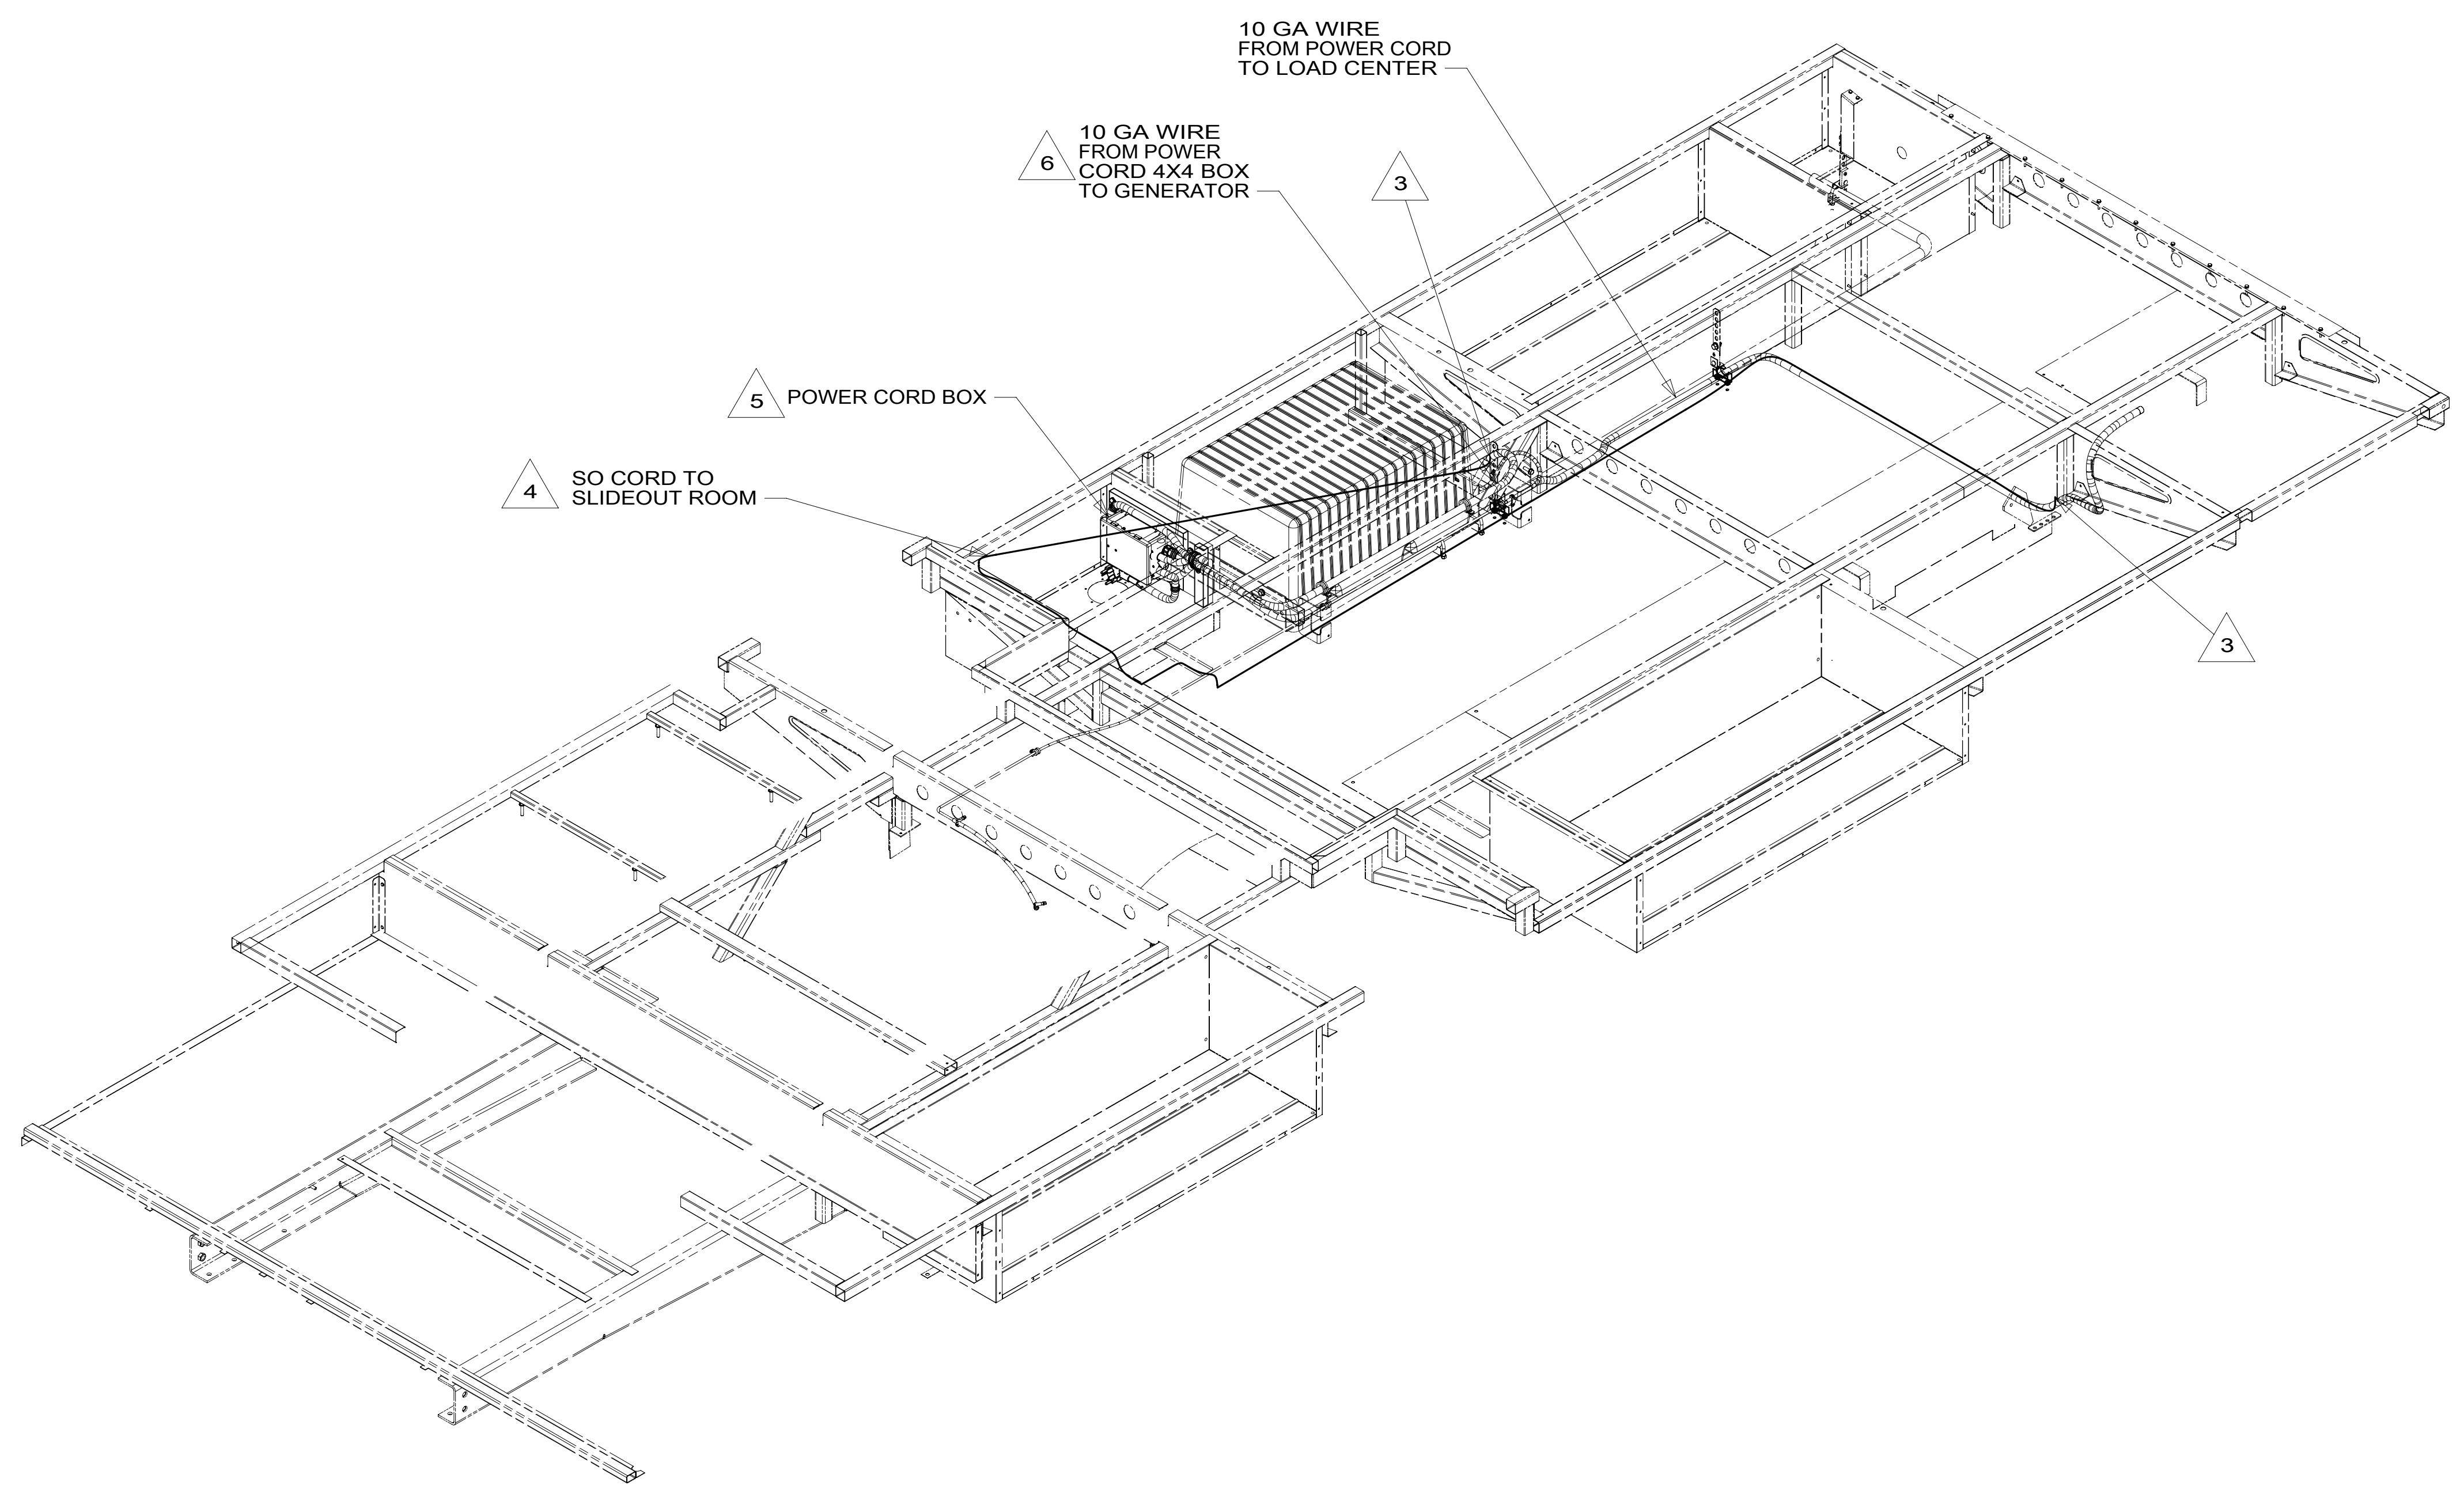 10 GA WIRE
FROM POWER CORD
TO LOAD CENTER
6
10 GA WIRE
FROM POWER
CORD 4X4 BOX
TO GENERATOR
3
5
POWER CORD BOX
4
SO CORD TO
SLIDEOUT ROOM
3